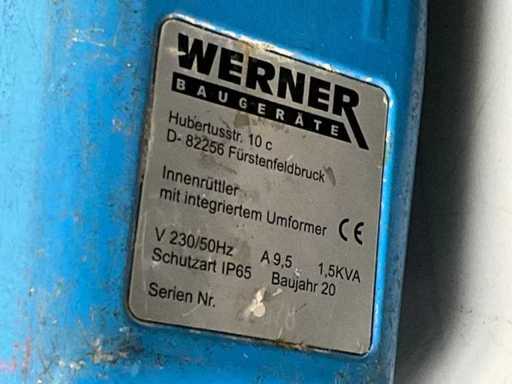 WERNER
BAUGERÄTE
Hubertusstr. 10 c
D- 82256 Fürstenfeldbruck
Innenrüttler
mit integriertem Umformer CE
V 230/50Hz A 9,5 1,5KVA
Schutzart IP65 Baujahr 20
Serien Nr.